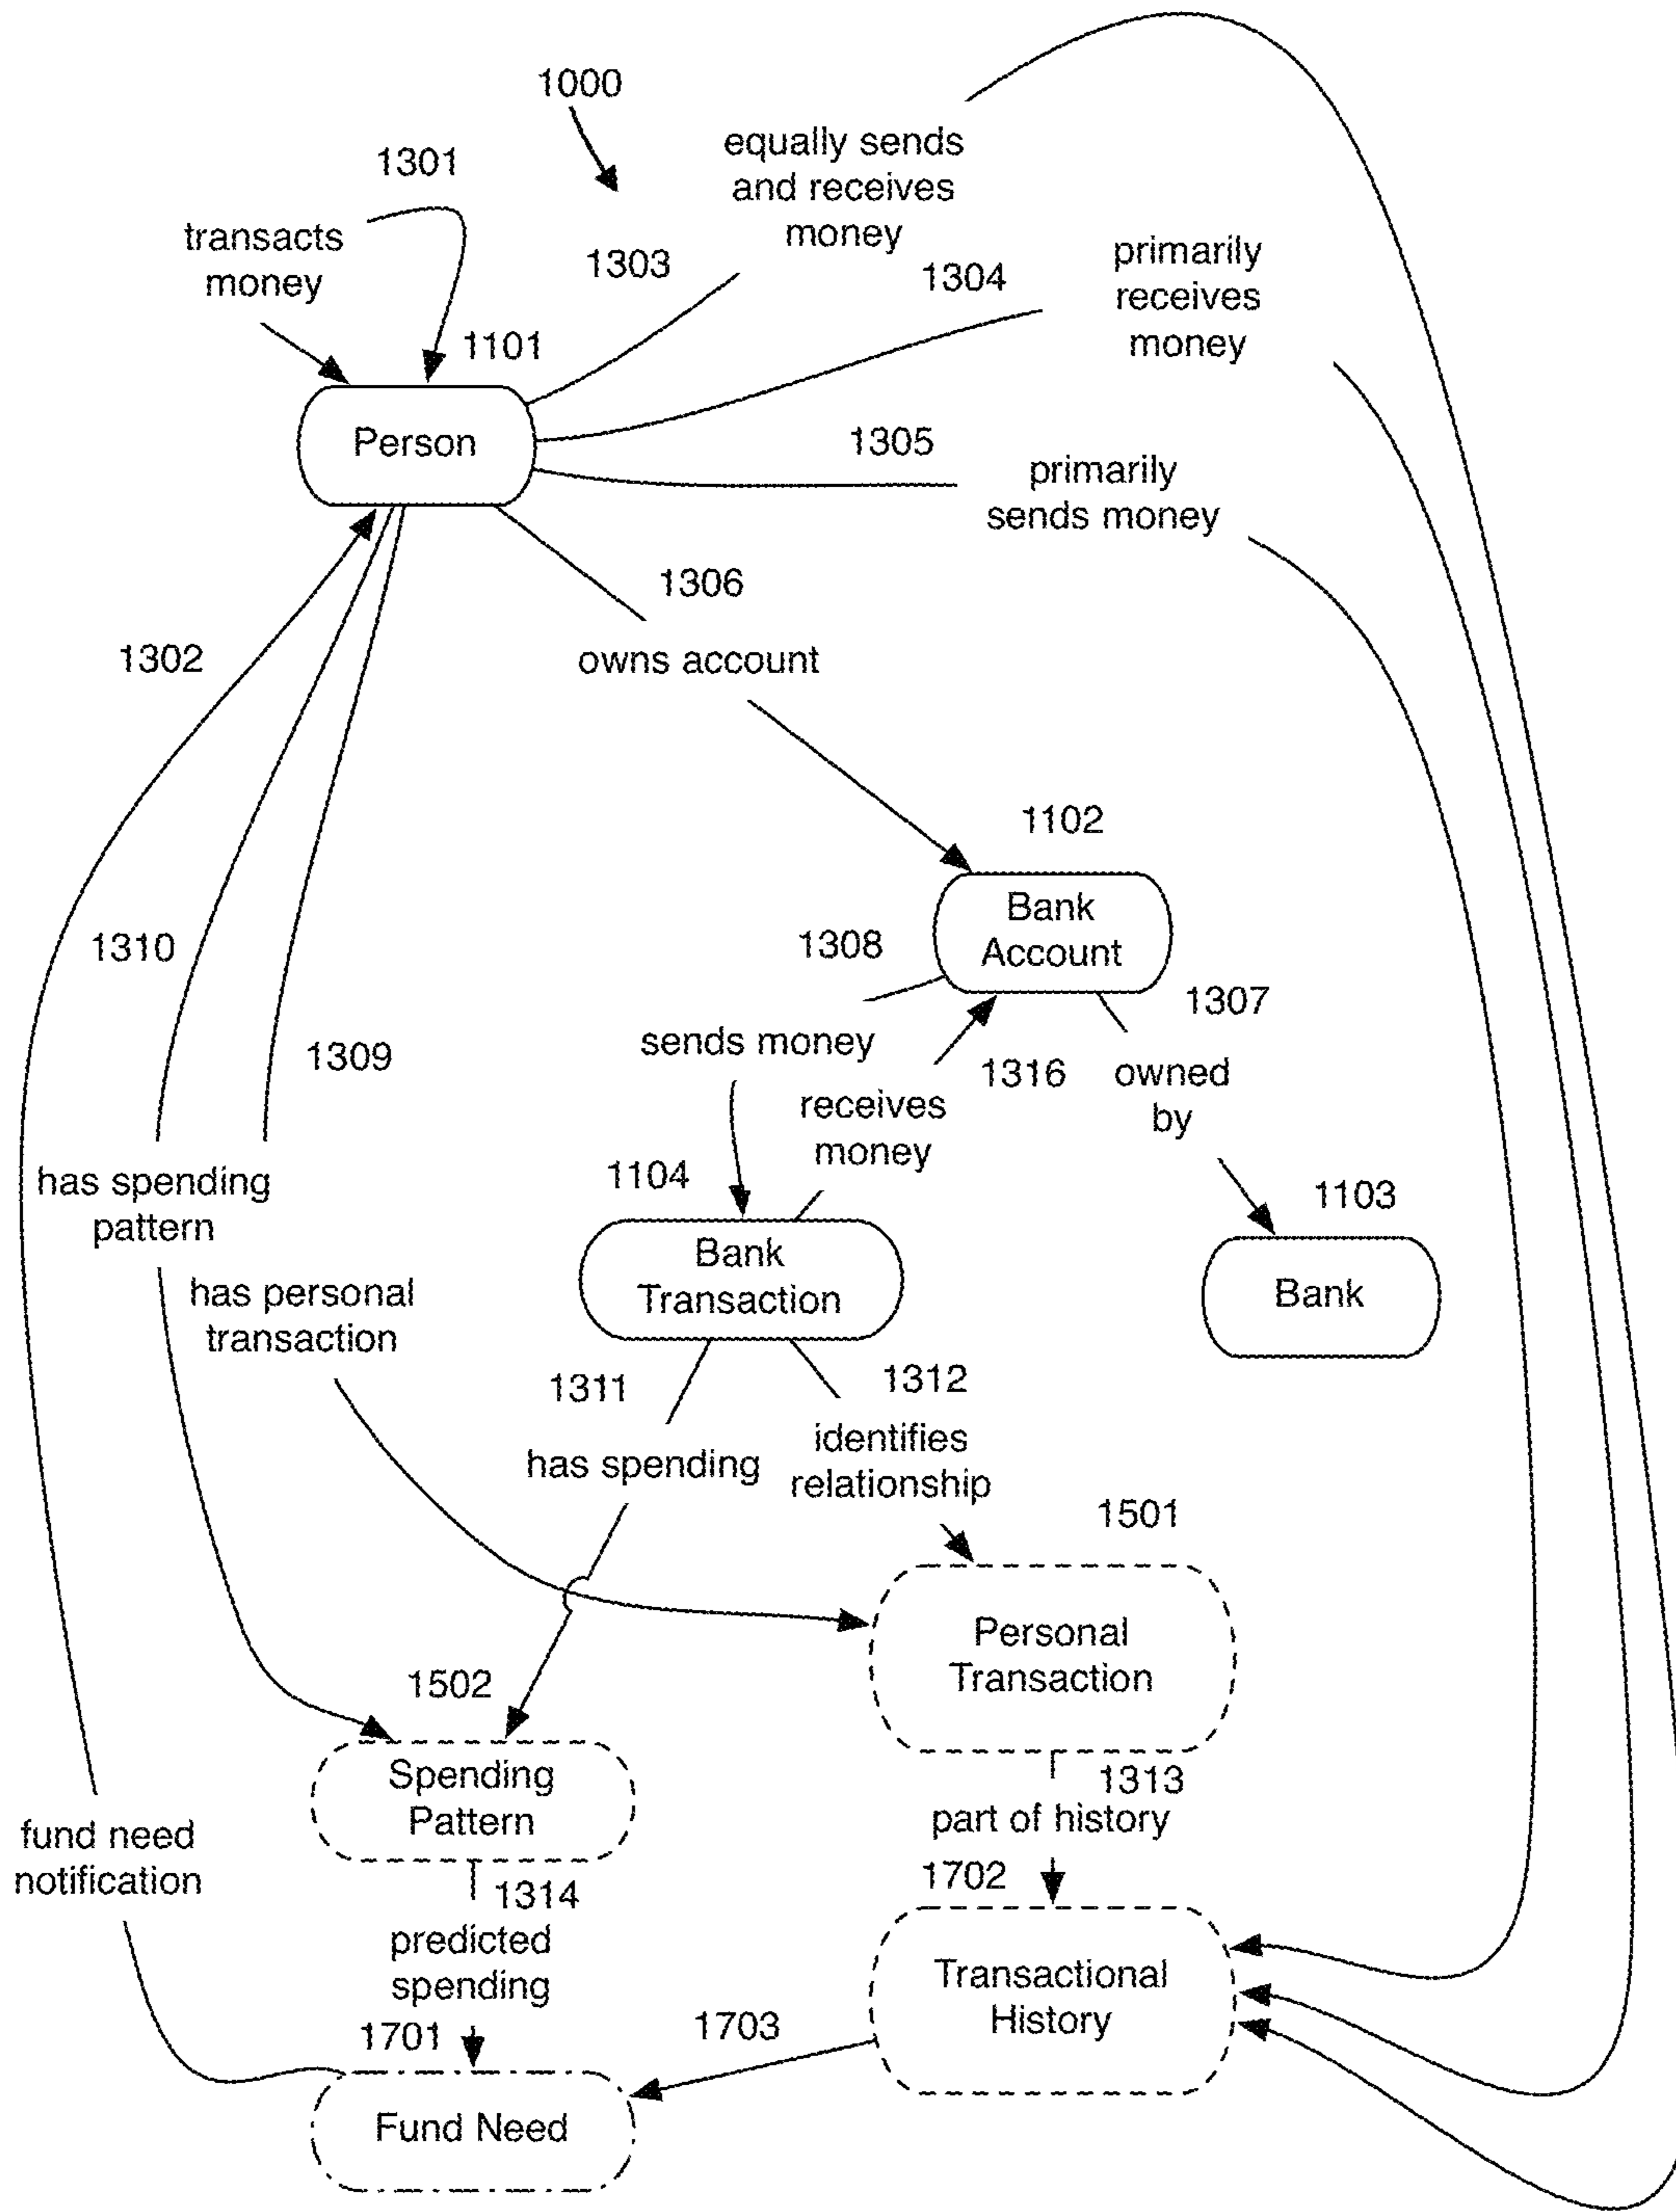 1000
equally sends
and receives
money
1301
transacts
money
1303
1304
primarily
receives
money
1101
Person
1305
primarily
sends money
1306
owns account
1302
1102
Bank
Account
1308
1310
1307
sends money
1309
1316
owned
by
receives
money
1104
has spending
pattern
1103
Bank
Transaction
Bank
has personal
transaction
1311
1312
identifies
relationship
has spending
1501
Personal
Transaction
1502
Spending
Pattern
1313
part of history
fund need
notification
1702
1314
predicted
spending
Transactional
History
1701
1703
Fund Need